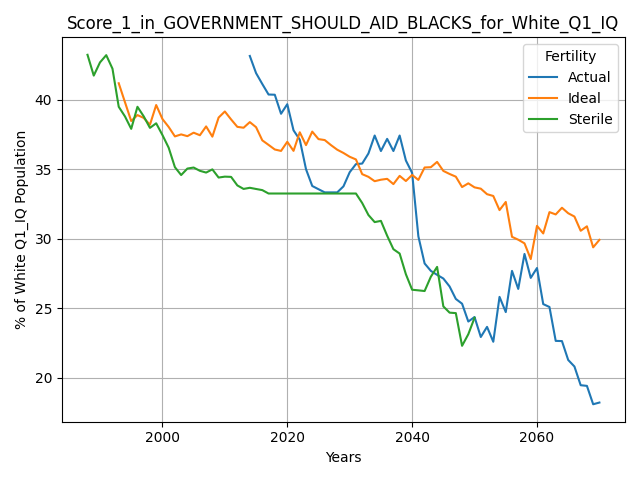 Score_1_in_GOVERNMENT_SHOULD_AID_BLACKS_for_White_Q1_IQ
Fertility
Actual
Ideal
Sterile
% of White Q1_IQ Population
40
35
30
25
20
2000
2020
2040
2060
Years